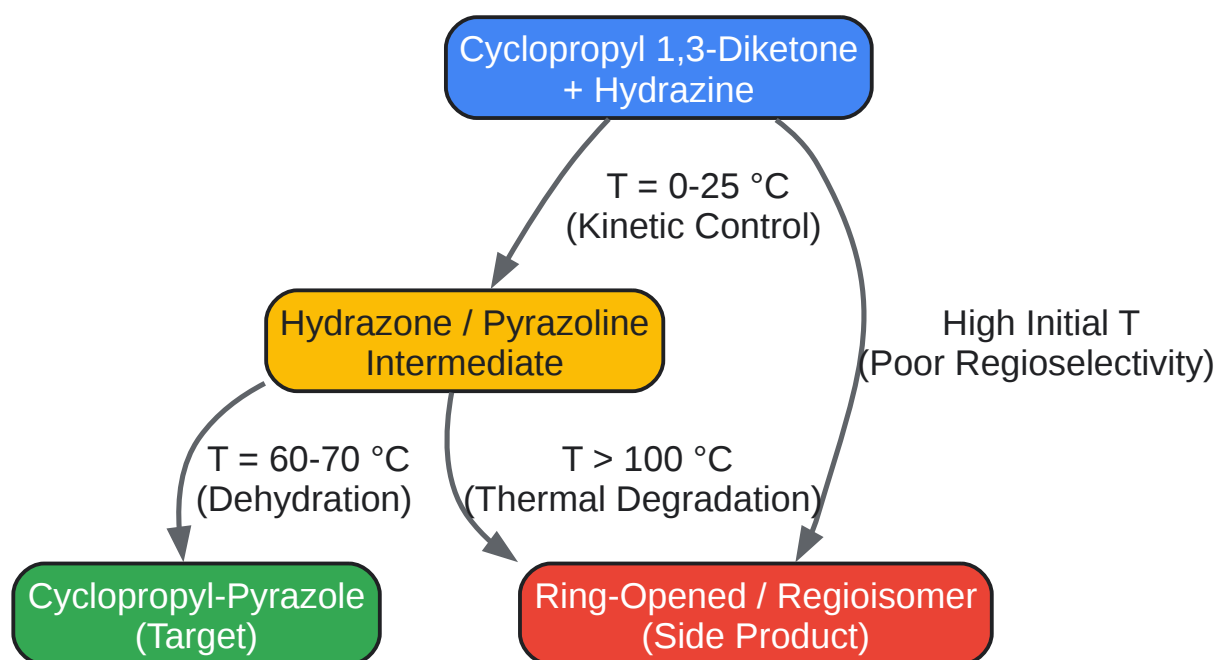 Cyclopropyl 1,3-Diketone
+ Hydrazine
T = 0-25 °C
(Kinetic Control)
Hydrazone / Pyrazoline
Intermediate
High Initial T
(Poor Regioselectivity)
T = 60-70 °C
(Dehydration)
T > 100 °C
(Thermal Degradation)
Cyclopropyl-Pyrazole
(Target)
Ring-Opened / Regioisomer
(Side Product)